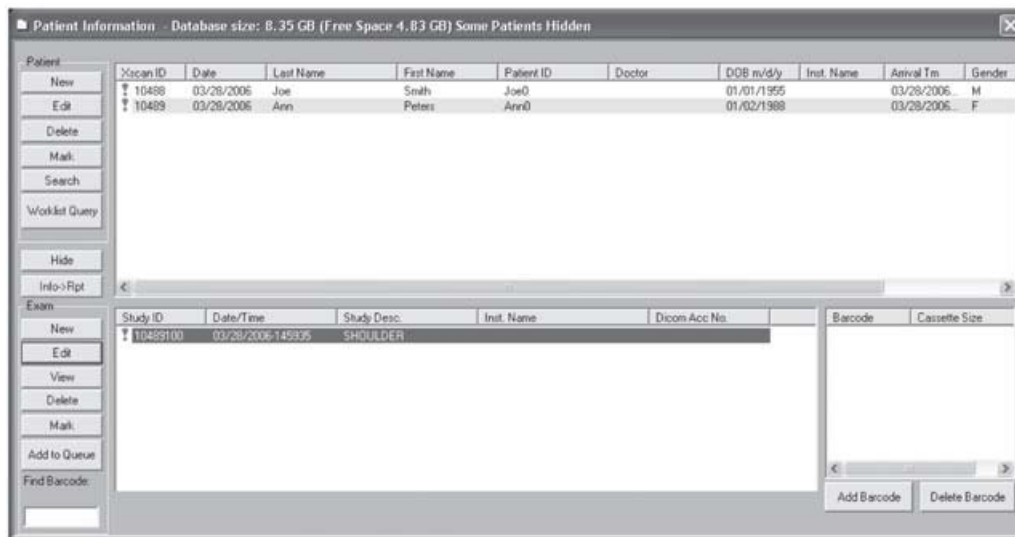 Patient Information - Database size: 8.35 GB (Free Space 4.83 GB) Some Patients Hidden
Patient
New
Edit
Delete
Mark
Search
Worklist Query
Hide
Info->Rpt
Xscan ID Date Last Name First Name Patient ID Doctor DOB m/d/y Inst. Name Arrival Tm Gender
10488 03/28/2006 Joe Smith Joe0 01/01/1955 03/28/2006... M
10489 03/28/2006 Ann Peters Ann0 01/02/1988 03/28/2006... F
Exam
New
Edit
View
Delete
Mark
Add to Queue
Find Barcode:
Study ID Date/Time Study Desc. Inst. Name Dicom Acc No.
10489100 03/28/2006-145935 SHOULDER
Barcode Cassette Size
Add Barcode Delete Barcode